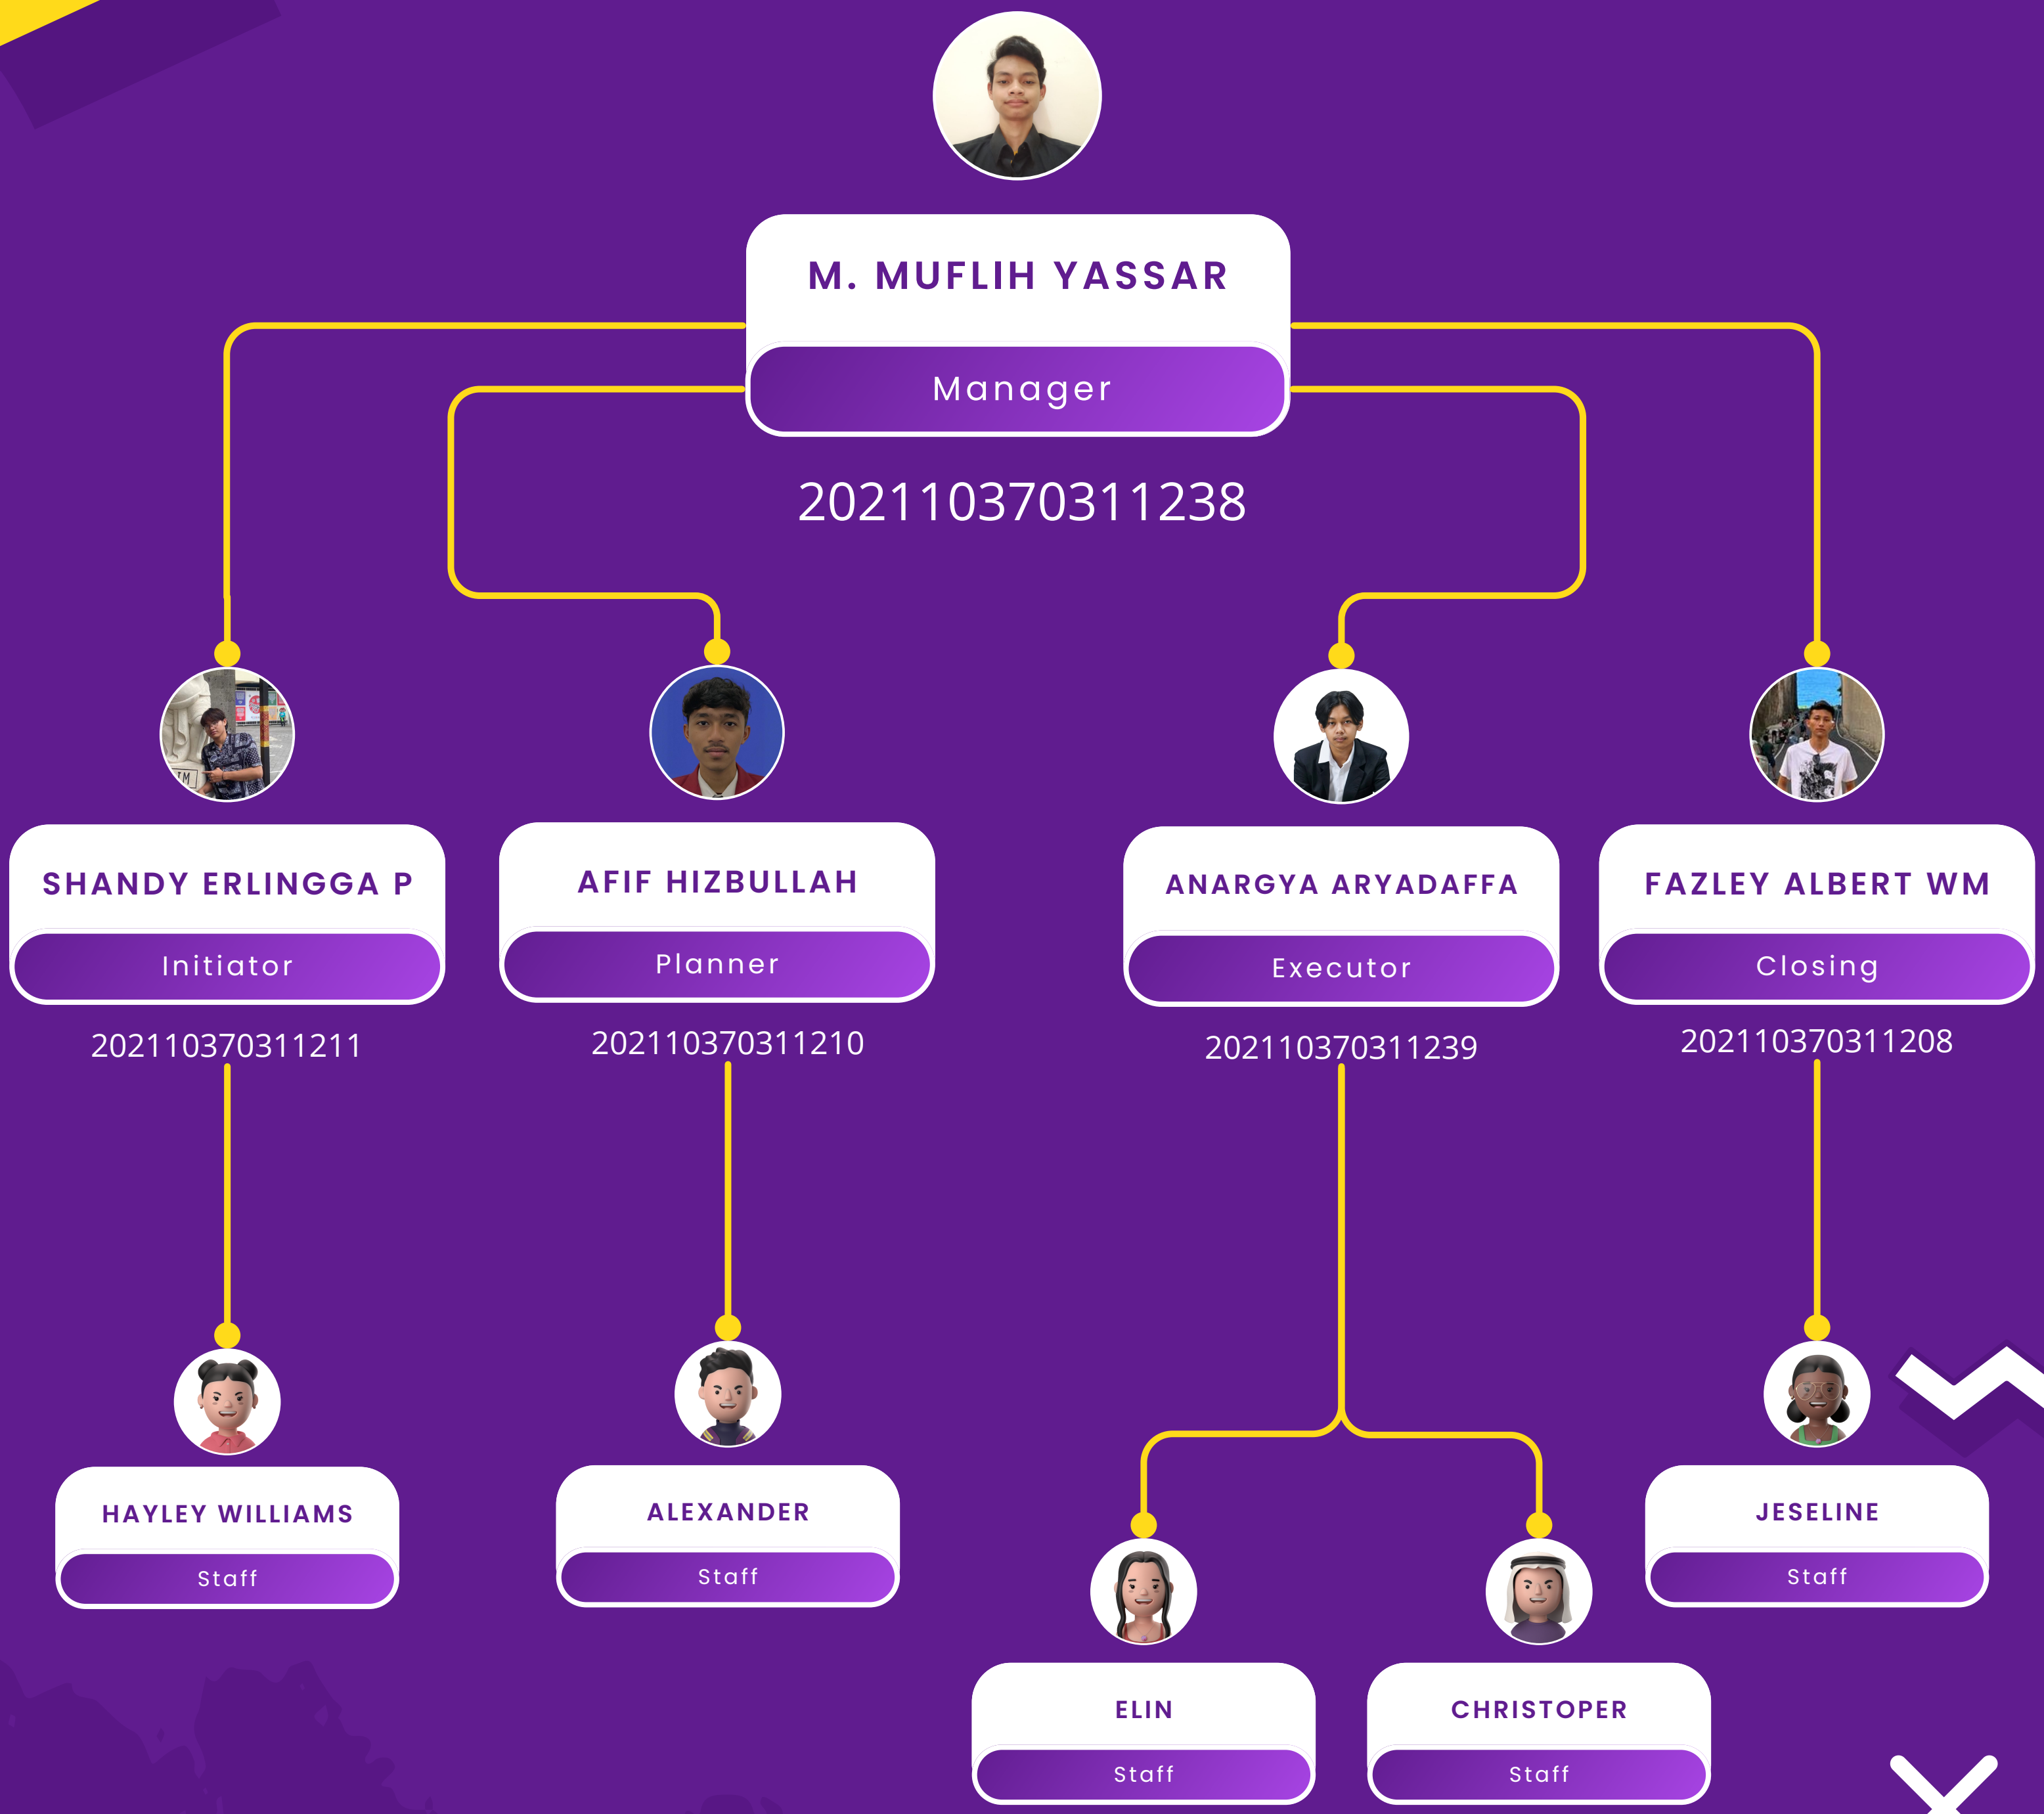 M. MUFLIH YASSAR
Manager
202110370311238
SHANDY ERLINGGA P
Initiator
202110370311211
AFIF HIZBULLAH
Planner
202110370311210
ANARGYA ARYADAFFA
Executor
202110370311239
FAZLEY ALBERT WM
Closing
202110370311208
HAYLEY WILLIAMS
Staff
ALEXANDER
Staff
ELIN
Staff
CHRISTOPER
Staff
JESELINE
Staff